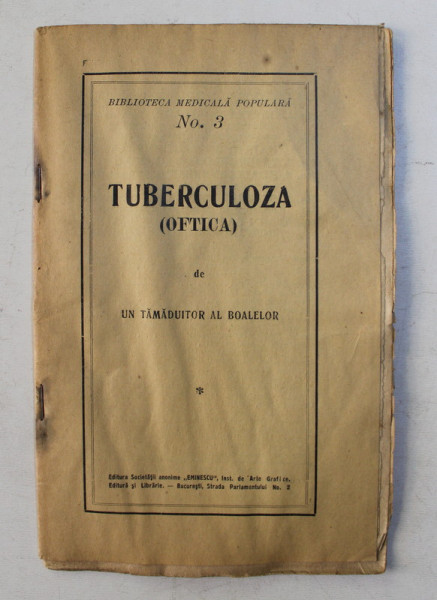 BIBLIOTECA MEDICALĂ POPULARĂ
No. 3
TUBERCULOZA
(OFTICA)
de
UN TĂMĂDUITOR AL BOALELOR
*
Editura Societății anonime „EMINESCU“, Inst. de Arte Grafice,
Editură și Librărie. — București, Strada Parlamentului No. 3